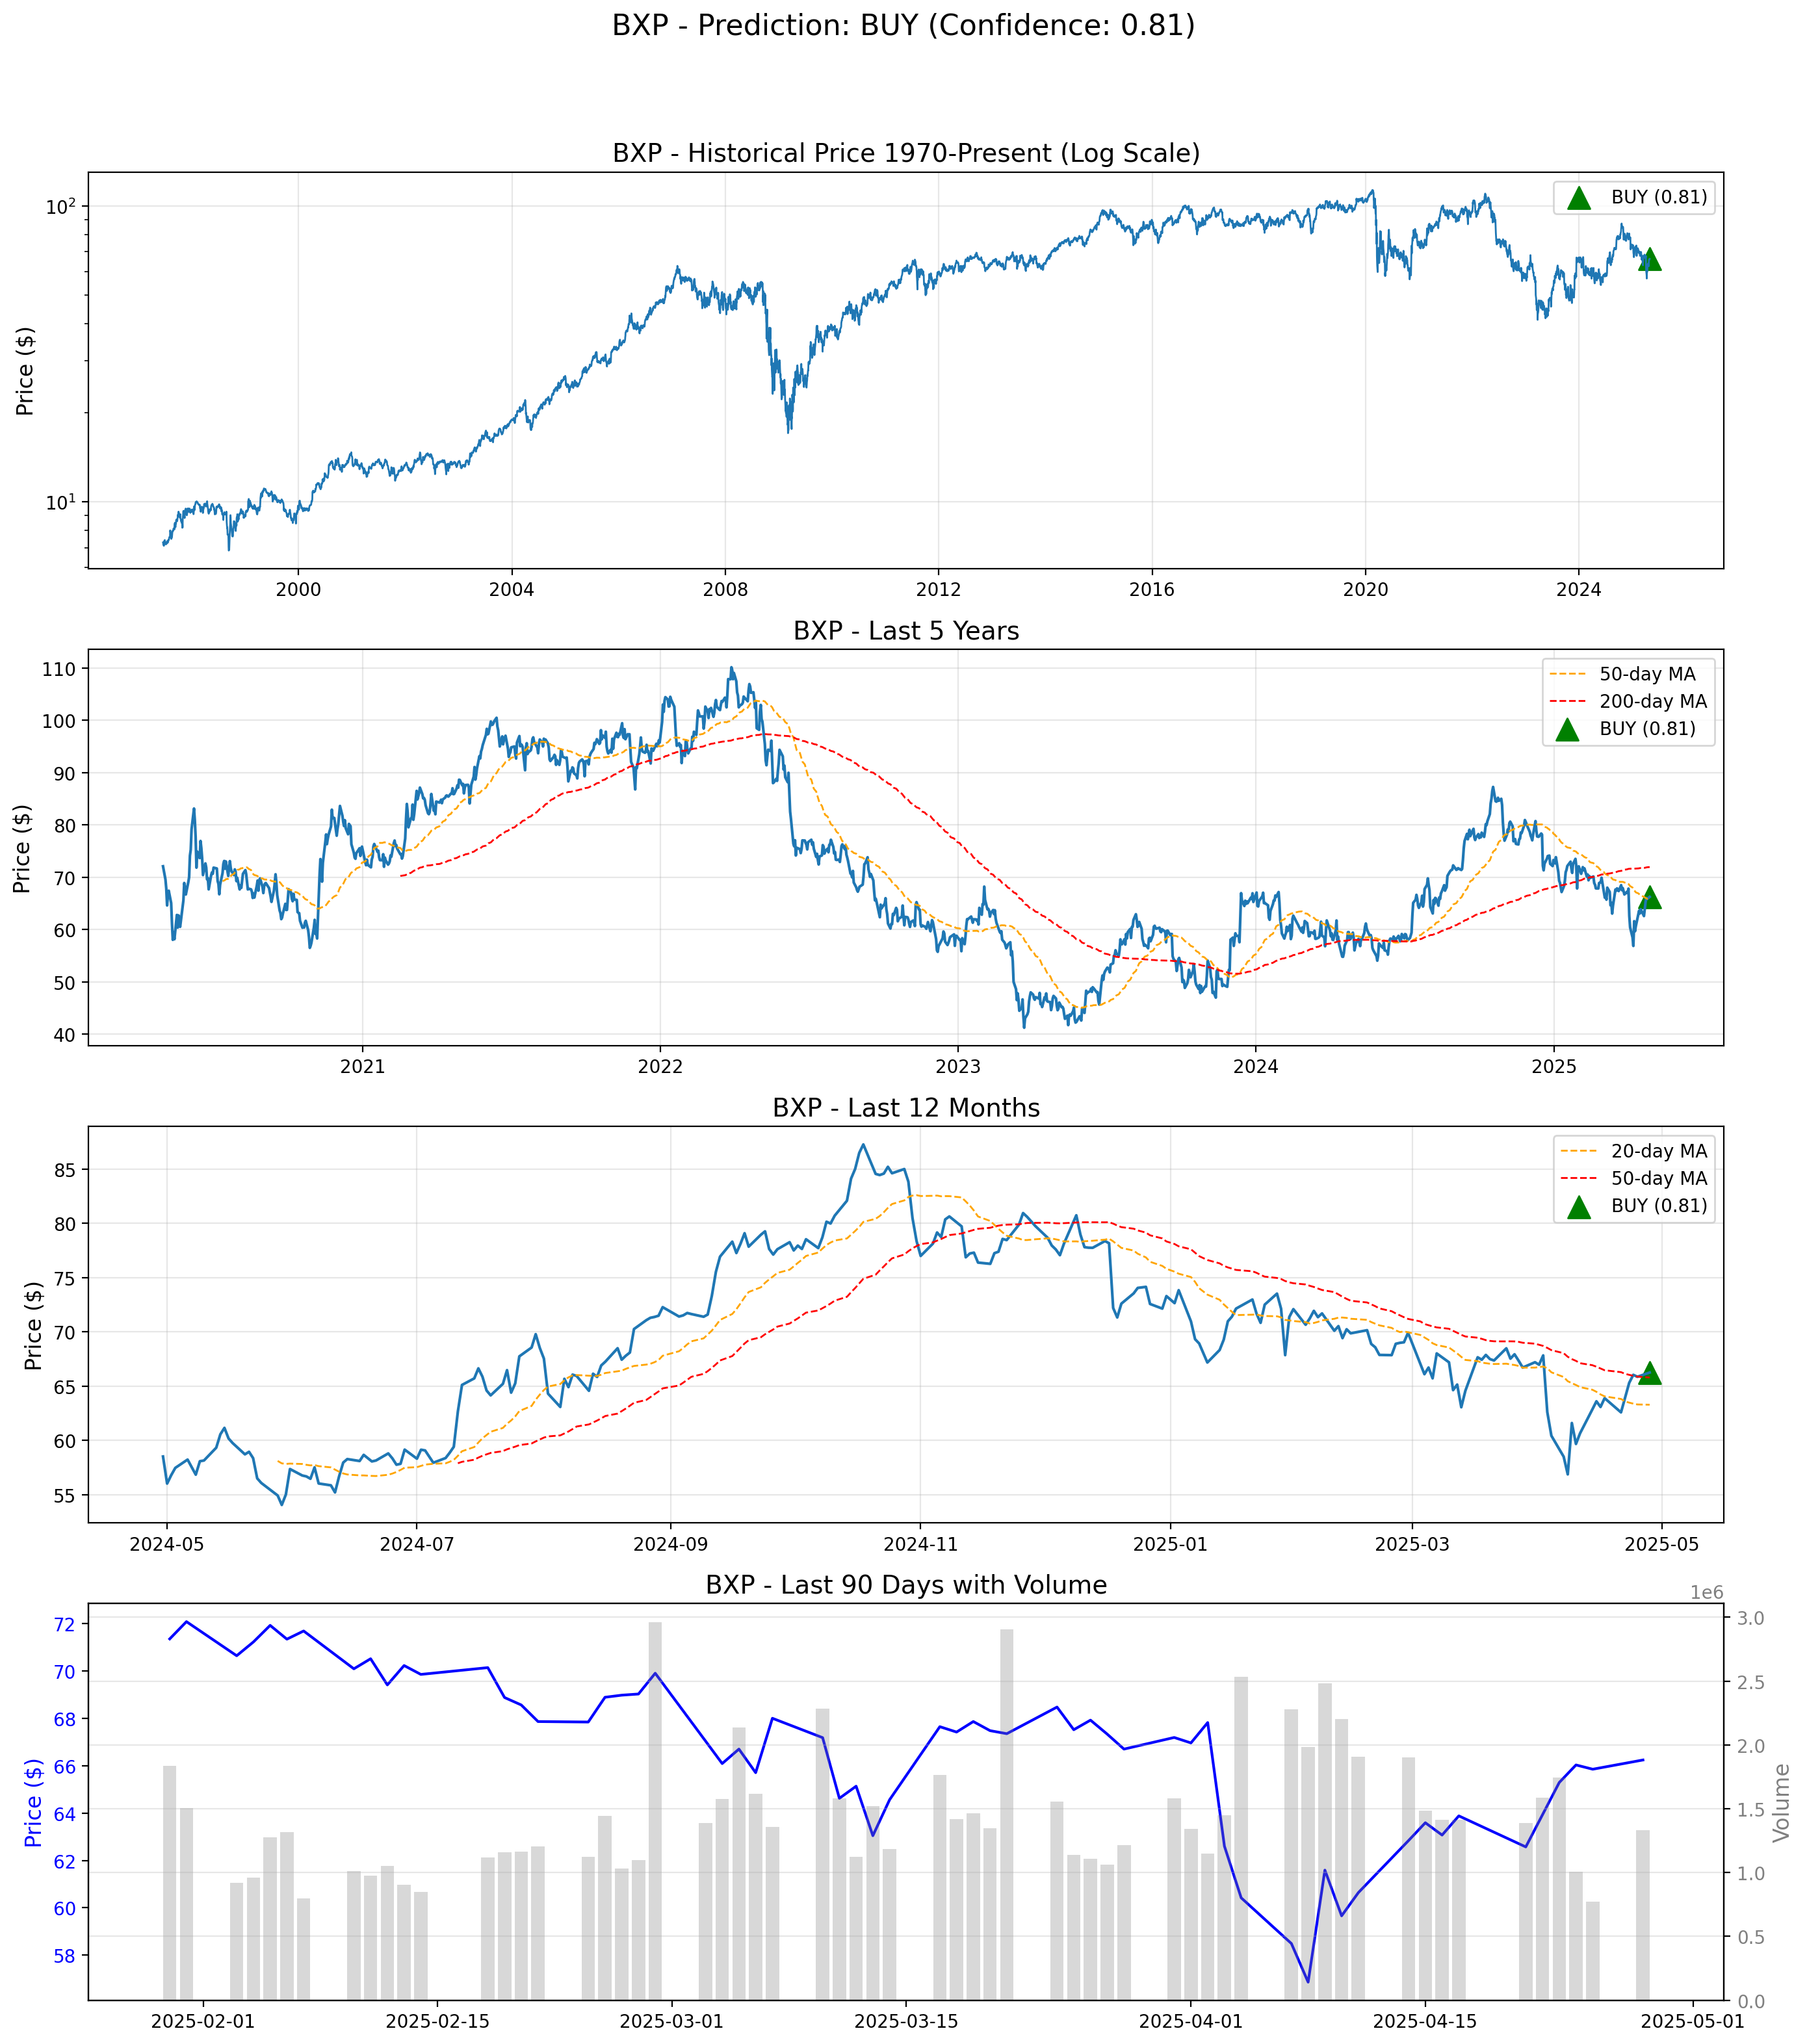 BXP - Prediction: BUY (Confidence: 0.81)
BXP - Historical Price 1970-Present (Log Scale)
Price ($)
10²
10¹
BUY (0.81)
2000 2004 2008 2012 2016 2020 2024
BXP - Last 5 Years
Price ($)
110
100
90
80
70
60
50
40
50-day MA
200-day MA
BUY (0.81)
2021 2022 2023 2024 2025
BXP - Last 12 Months
Price ($)
85
80
75
70
65
60
55
20-day MA
50-day MA
BUY (0.81)
2024-05 2024-07 2024-09 2024-11 2025-01 2025-03 2025-05
BXP - Last 90 Days with Volume
1e6
Price ($)
72
70
68
66
64
62
60
58
3.0
2.5
2.0
1.5
1.0
0.5
0.0
Volume
2025-02-01 2025-02-15 2025-03-01 2025-03-15 2025-04-01 2025-04-15 2025-05-01